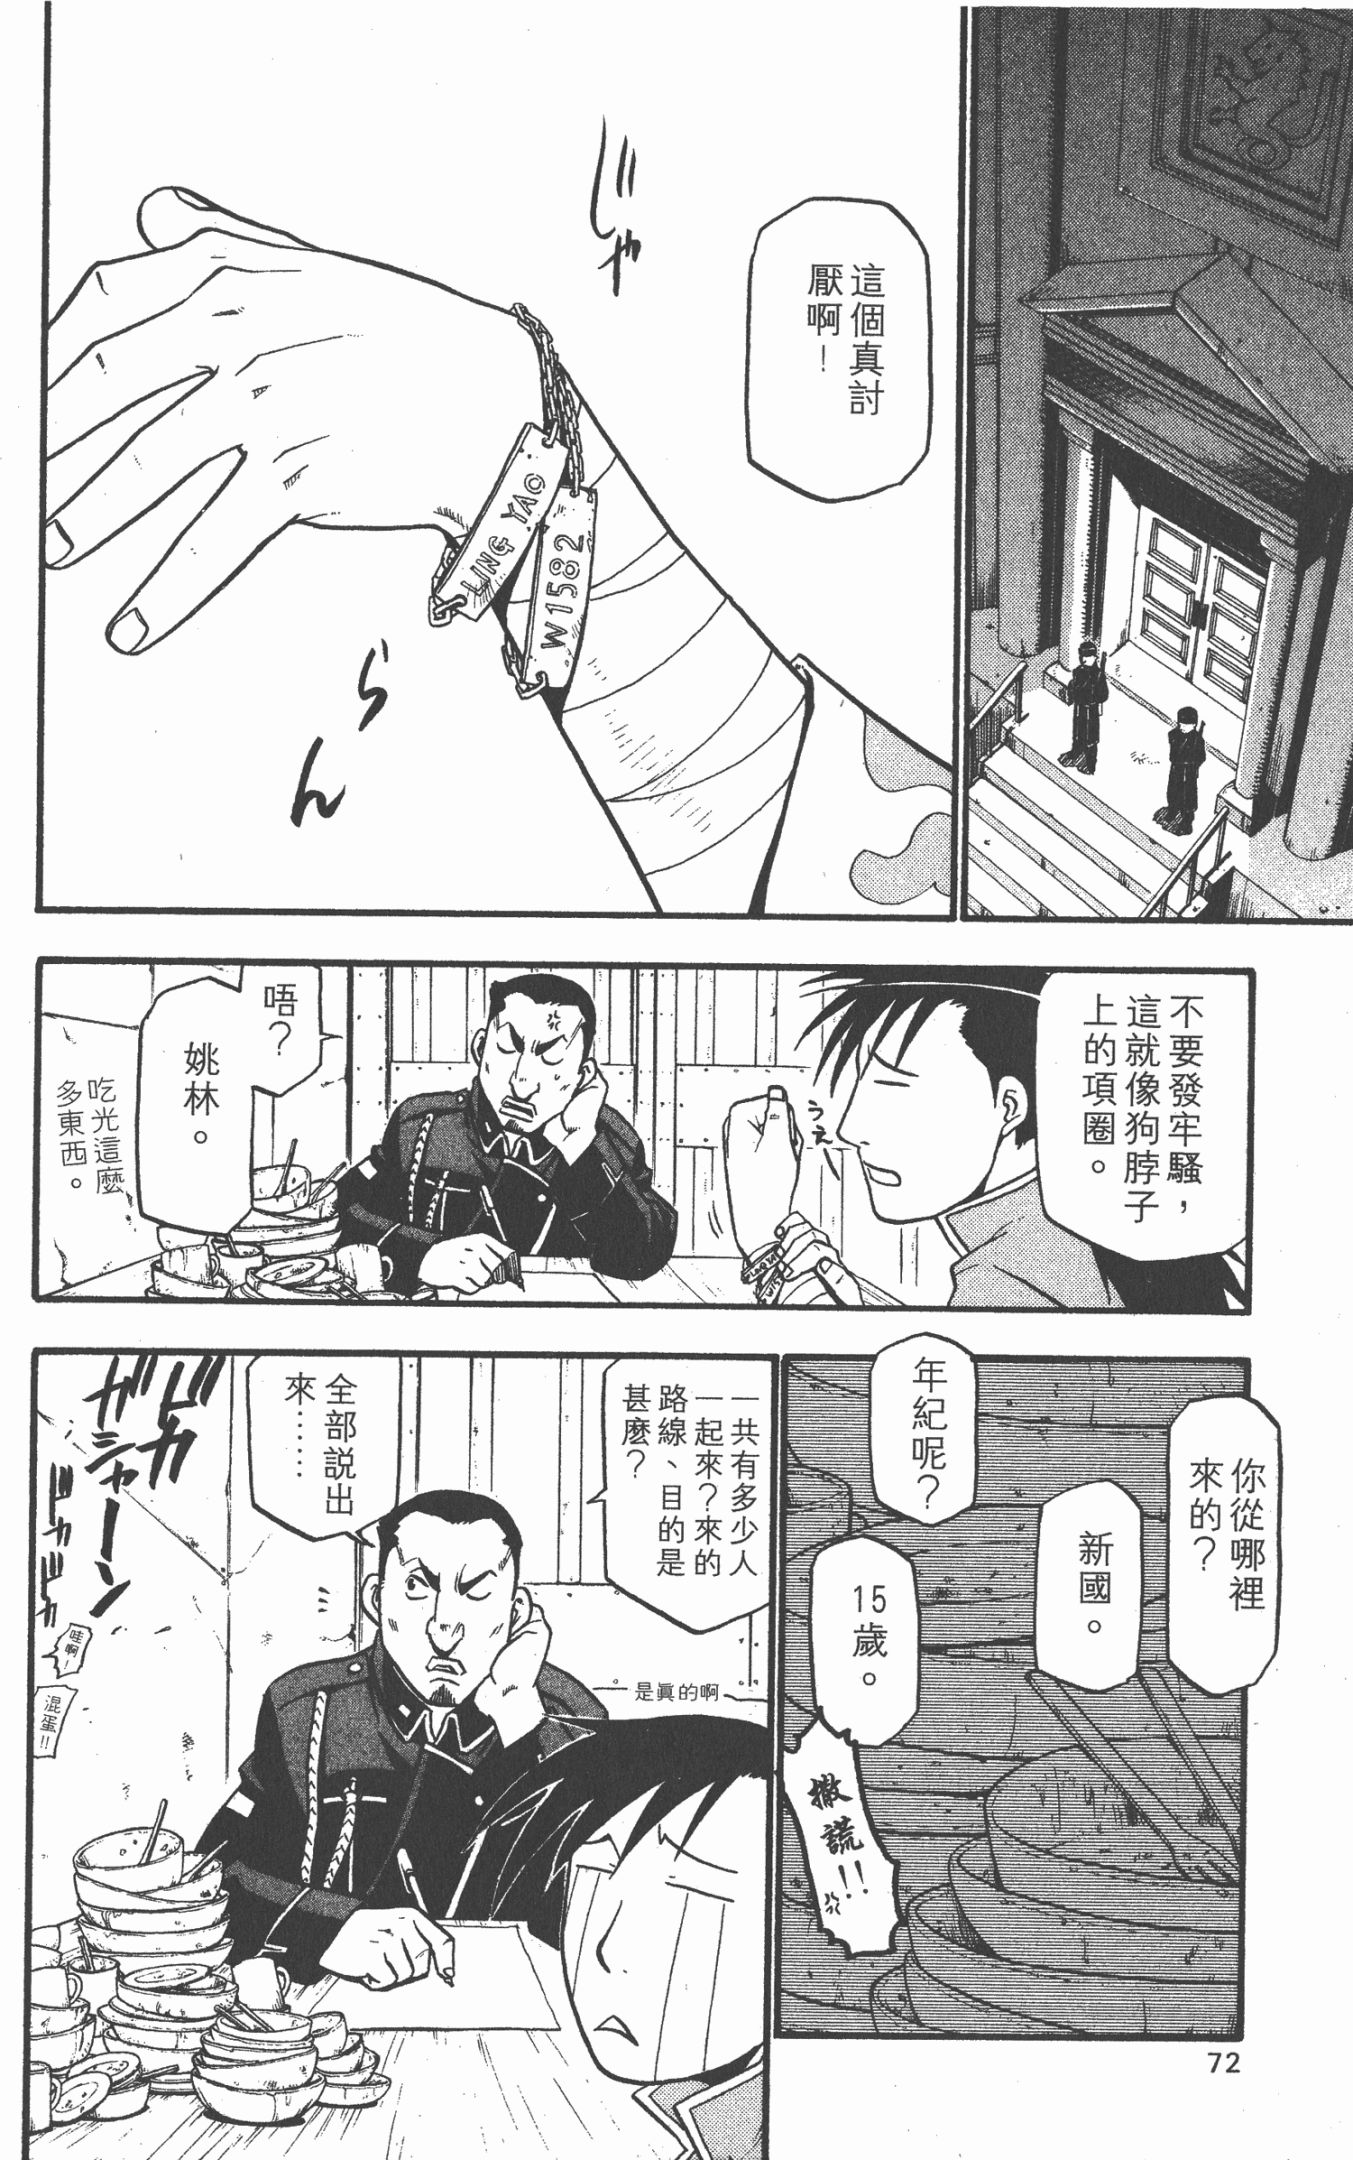 這個真討
厭啊！
じゃ
らん
LING YAO
W1582
不要發牢騷，
這就像狗脖子
上的項圈。
うえ
唔？
姚林。
吃光這麼
多東西。
你從哪裡
來的？
新國。
年紀呢？
15歲。
撒謊!!
一共有多少人
一起來？來的
路線、目的是
甚麼？
是真的啊
全部説出
來……
ガシャーン
哇啊！
混蛋!!
72